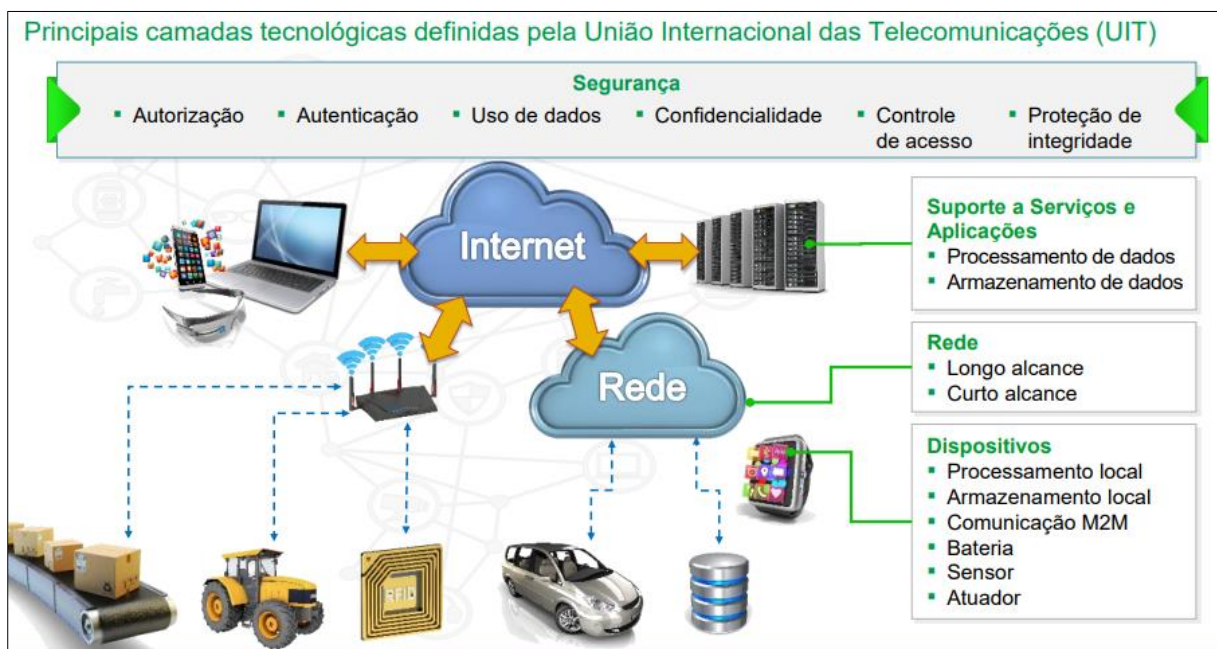 Principais camadas tecnológicas definidas pela União Internacional das Telecomunicações (UIT)
Segurança
▪ Autorização
▪ Autenticação
▪ Uso de dados
▪ Confidencialidade
▪ Controle
de acesso
▪ Proteção de
integridade
Internet
Suporte a Serviços e
Aplicações
▪ Processamento de dados
▪ Armazenamento de dados
Rede
Rede
▪ Longo alcance
▪ Curto alcance
Dispositivos
▪ Processamento local
▪ Armazenamento local
▪ Comunicação M2M
▪ Bateria
▪ Sensor
▪ Atuador
RFID